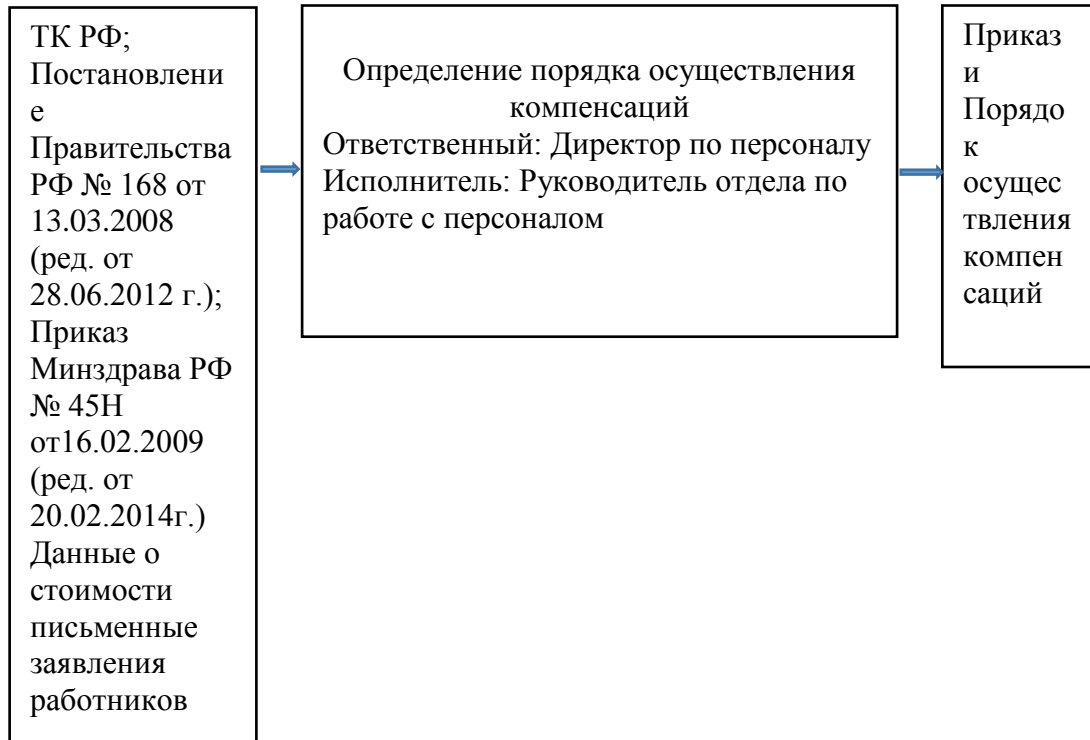 ТК РФ;
Постановлени
е
Правительства
РФ № 168 от
13.03.2008
(ред. от
28.06.2012 г.);
Приказ
Минздрава РФ
№ 45Н
от16.02.2009
(ред. от
20.02.2014г.)
Данные о
стоимости
письменные
заявления
работников
Определение порядка осуществления
компенсаций
Ответственный: Директор по персоналу
Исполнитель: Руководитель отдела по
работе с персоналом
Приказ
и
Порядо
к
осущес
твления
компен
саций